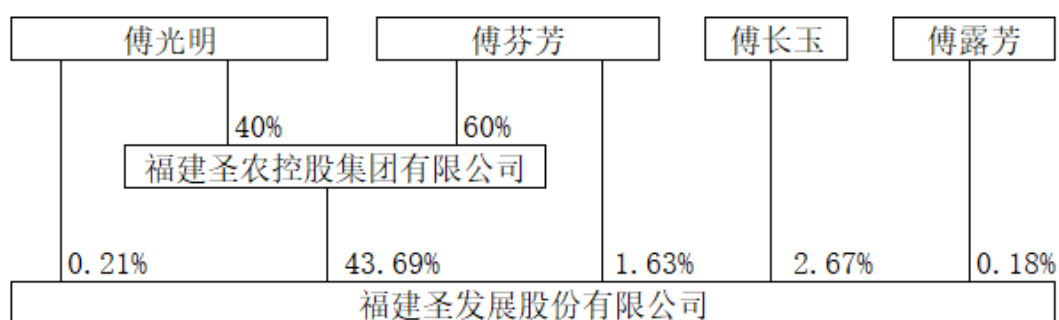 傅光明 傅芬芳 傅长玉 傅露芳
40% 60%
福建圣农控股集团有限公司
0.21% 43.69% 1.63% 2.67% 0.18%
福建圣发展股份有限公司